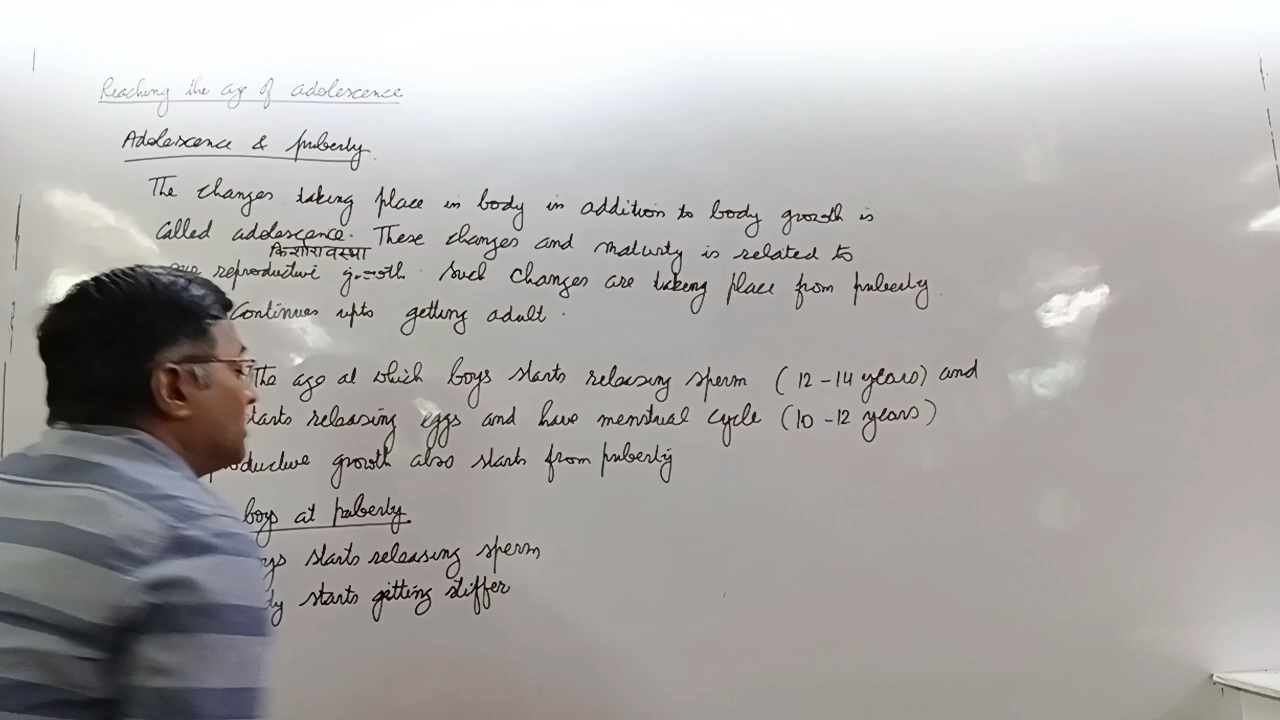 Reaching the age of adolescence
Adolescence & puberty.
The changes taking place in body in addition to body growth is
called adolescence. These changes and maturity is related to
किशोरावस्था
reproductive growth. Such changes are taking place from puberty.
Continues upto getting adult.
The age at which boys starts releasing sperm (12-14 years) and
starts releasing eggs and have menstrual cycle (10-12 years)
growth also starts from puberty
boys at puberty.
starts releasing sperm
starts getting stiffer